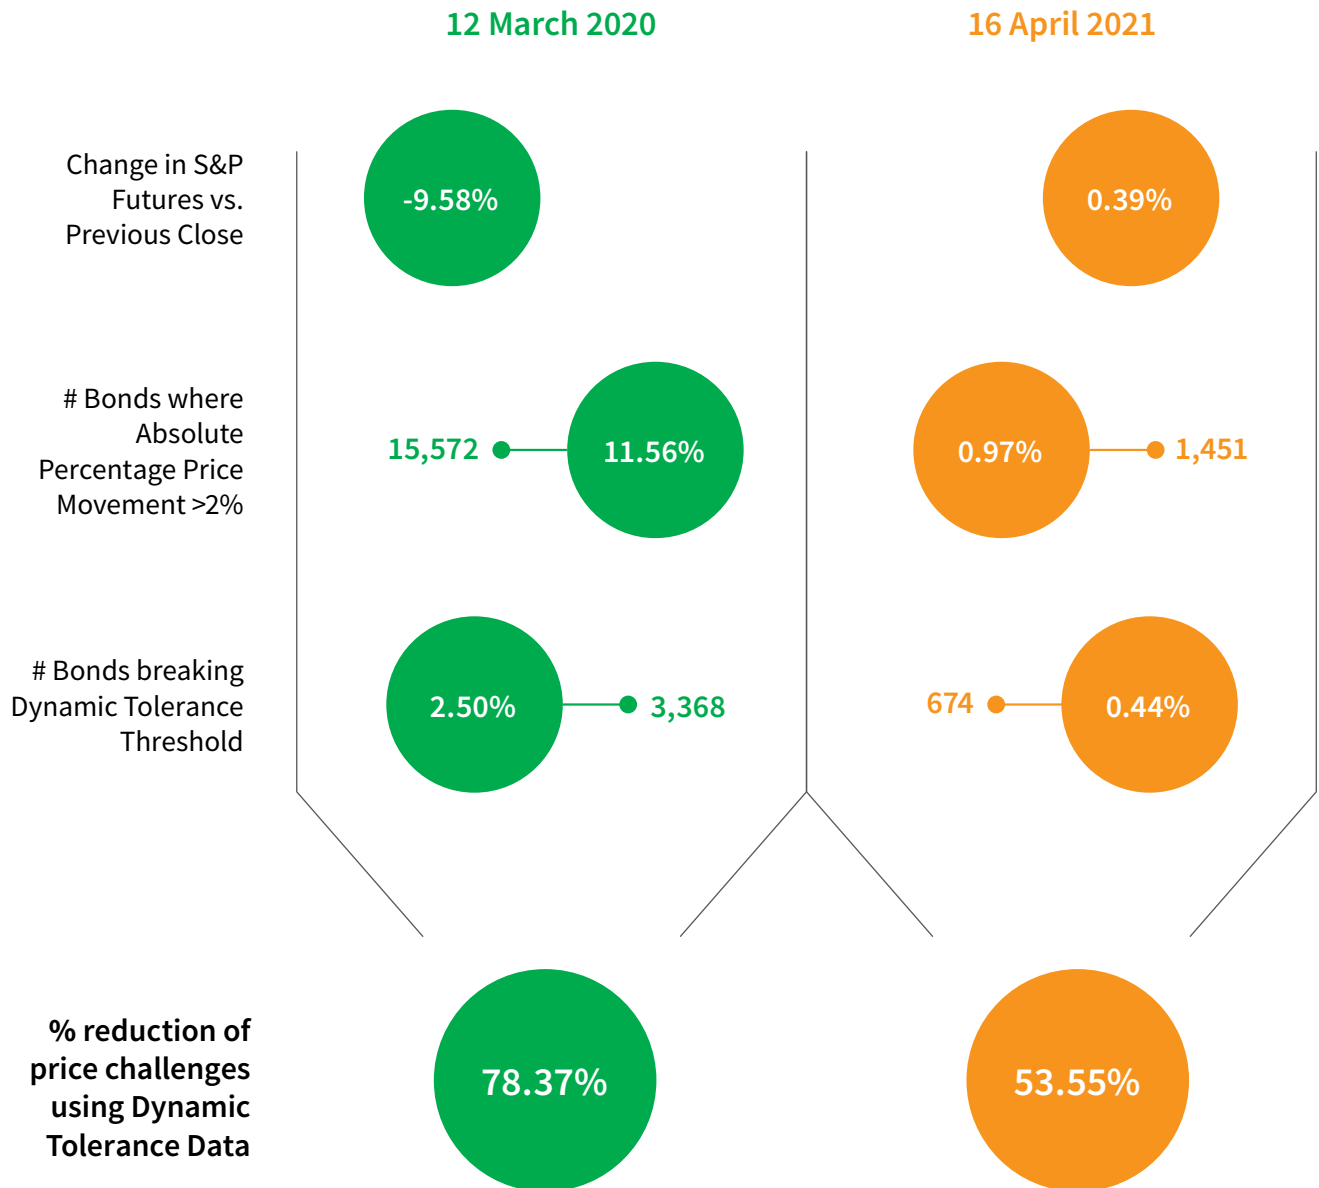 12 March 2020
16 April 2021
Change in S&P
Futures vs.
Previous Close
-9.58%
0.39%
# Bonds where
Absolute
Percentage Price
Movement >2%
15,572
11.56%
0.97%
1,451
# Bonds breaking
Dynamic Tolerance
Threshold
2.50%
3,368
674
0.44%
% reduction of
price challenges
using Dynamic
Tolerance Data
78.37%
53.55%